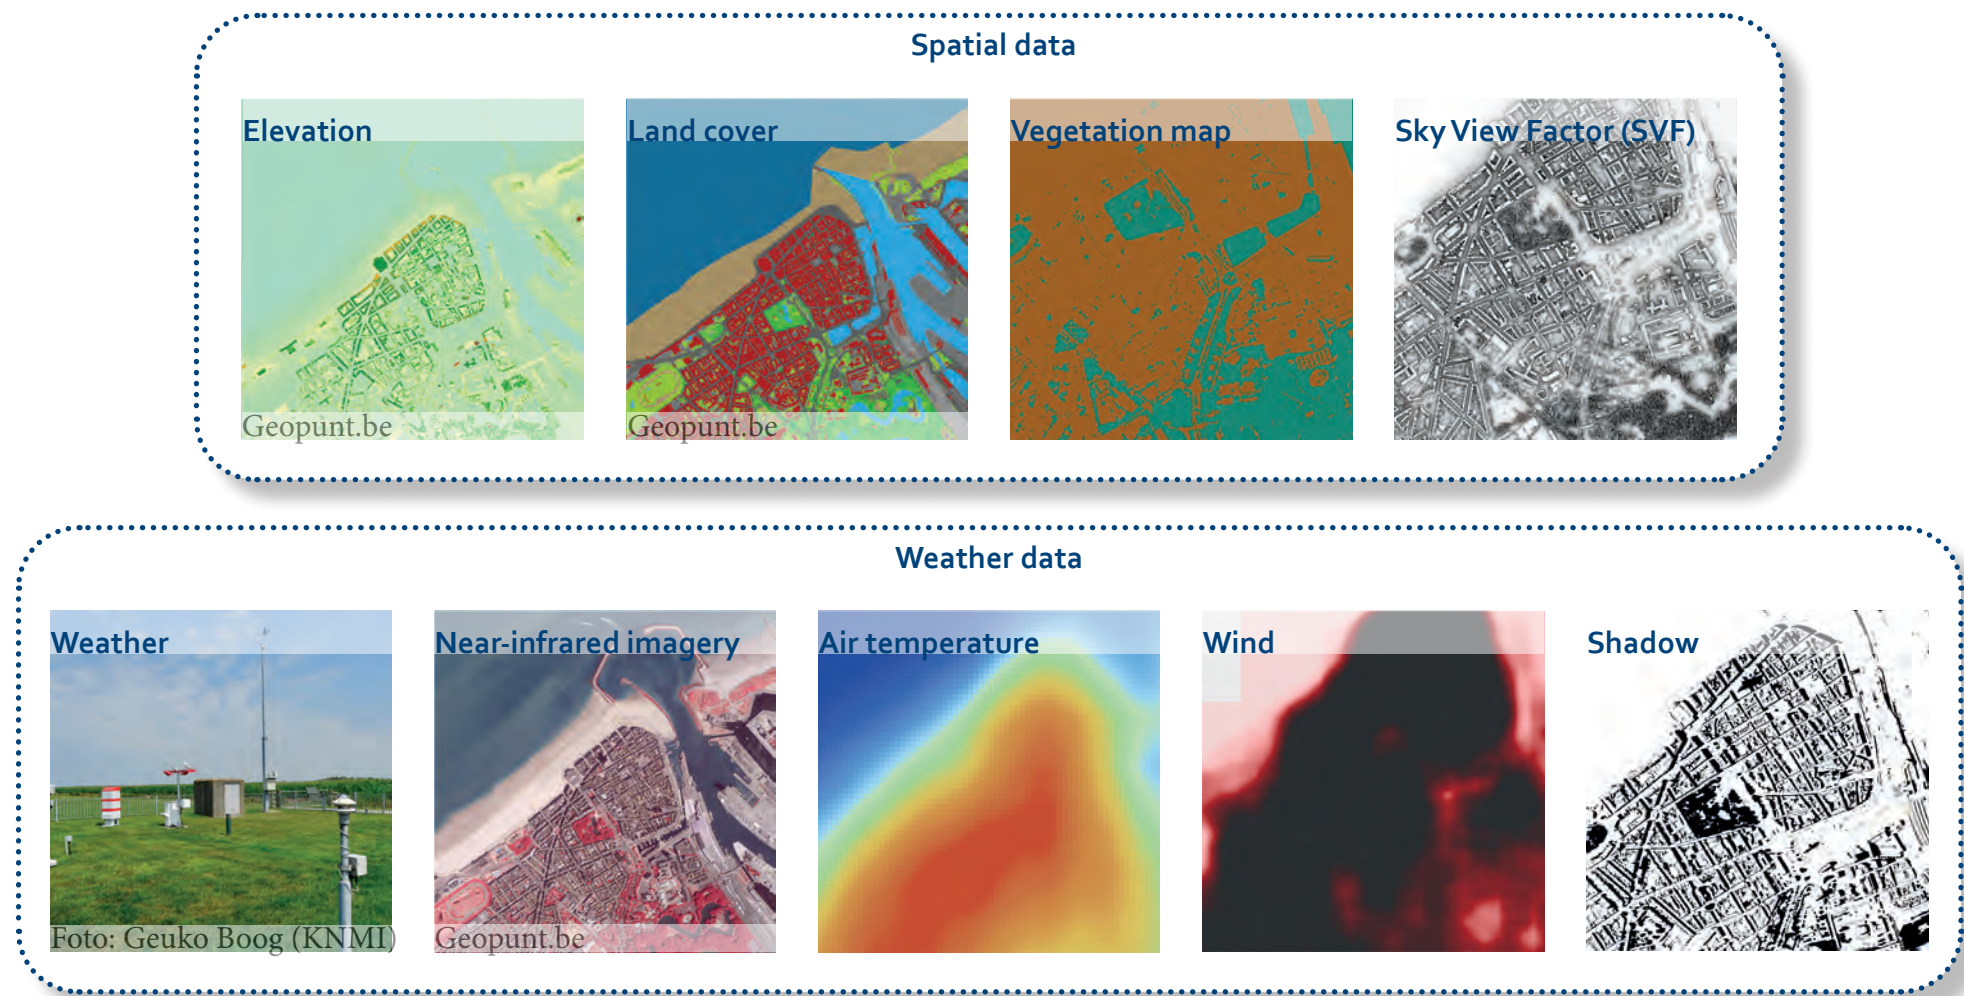 Spatial data
Elevation
Land cover
Vegetation map
Sky View Factor (SVF)
Geopunt.be
Geopunt.be
Weather data
Weather
Near-infrared imagery
Air temperature
Wind
Shadow
Foto: Geuko Boog (KNMI)
Geopunt.be